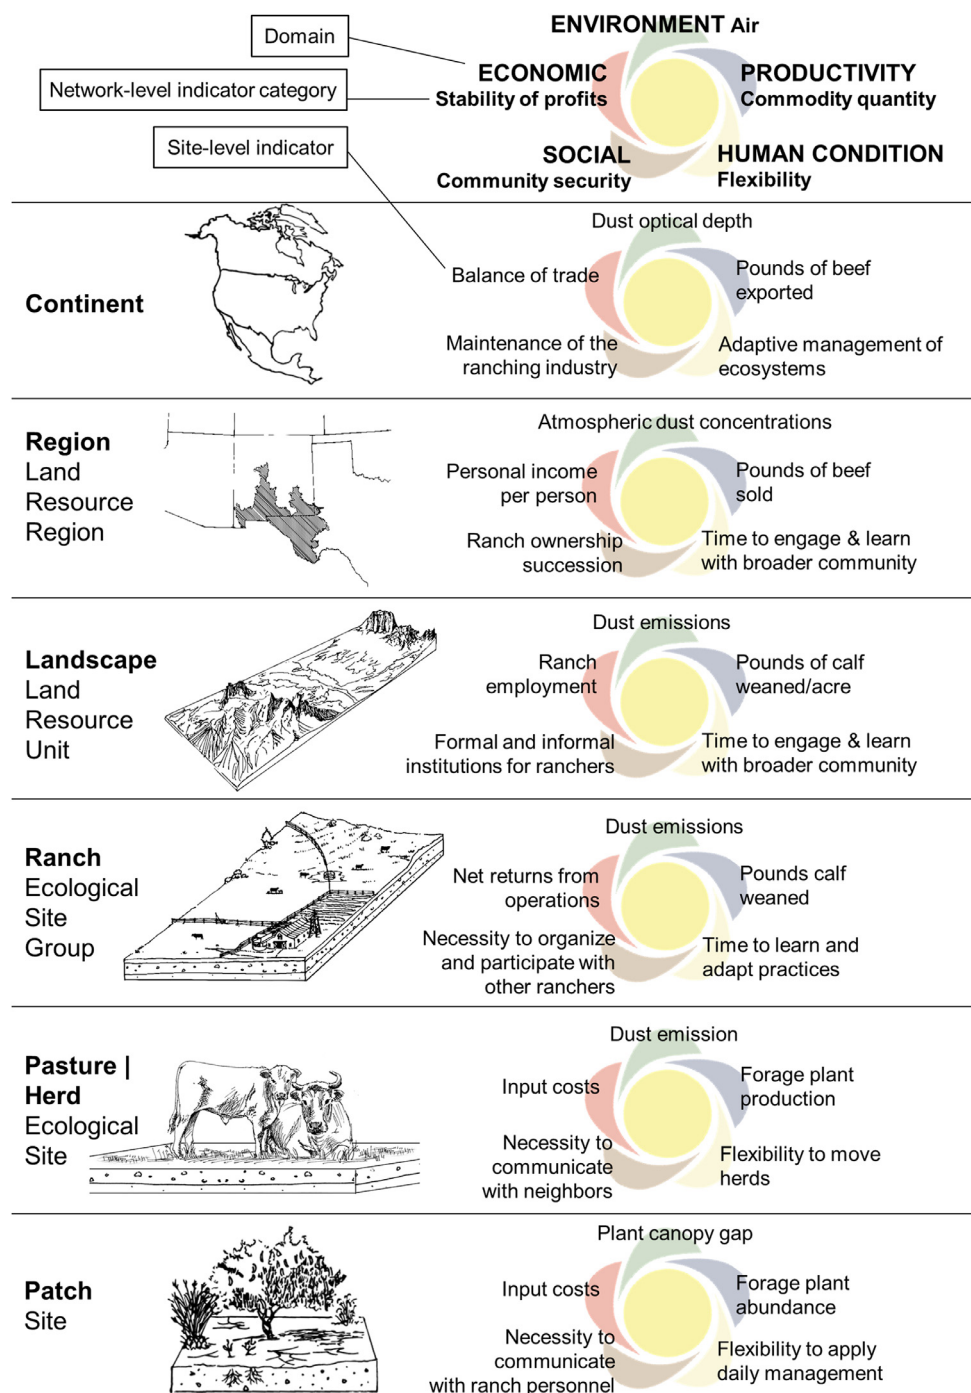 Domain
Network-level indicator category
Site-level indicator
ENVIRONMENT Air
ECONOMIC
Stability of profits
PRODUCTIVITY
Commodity quantity
SOCIAL
Community security
HUMAN CONDITION
Flexibility
Continent
Dust optical depth
Balance of trade
Pounds of beef
exported
Maintenance of the
ranching industry
Adaptive management of
ecosystems
Region
Land
Resource
Region
Atmospheric dust concentrations
Personal income
per person
Pounds of beef
sold
Ranch ownership
succession
Time to engage & learn
with broader community
Landscape
Land
Resource
Unit
Dust emissions
Ranch
employment
Pounds of calf
weaned/acre
Formal and informal
institutions for ranchers
Time to engage & learn
with broader community
Ranch
Ecological
Site
Group
Dust emissions
Net returns from
operations
Pounds calf
weaned
Necessity to organize
and participate with
other ranchers
Time to learn and
adapt practices
Pasture |
Herd
Ecological
Site
Dust emission
Input costs
Forage plant
production
Necessity to
communicate
with neighbors
Flexibility to move
herds
Patch
Site
Plant canopy gap
Input costs
Forage plant
abundance
Necessity to
communicate
with ranch personnel
Flexibility to apply
daily management